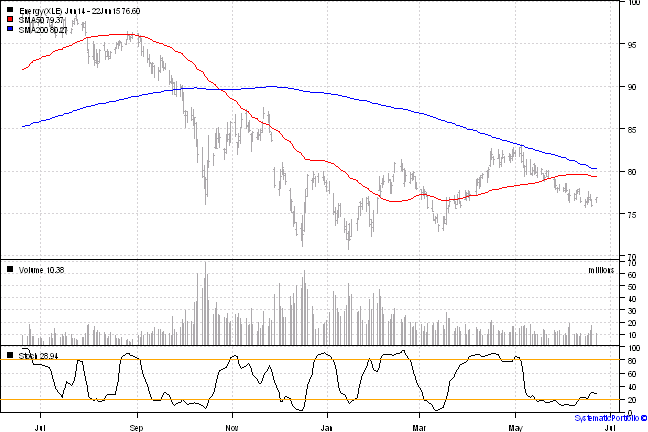 Energy(XLE) Jun14 - 22Jun15 76.60
SMA50 79.37
SMA200 80.27
100
95
90
85
80
75
70
Volume 10.38
millions
70
60
50
40
30
20
10
Stoch 28.94
100
80
60
40
20
0
Jul
Sep
Nov
Jan
Mar
May
Jul
SystematicPortfolio ©